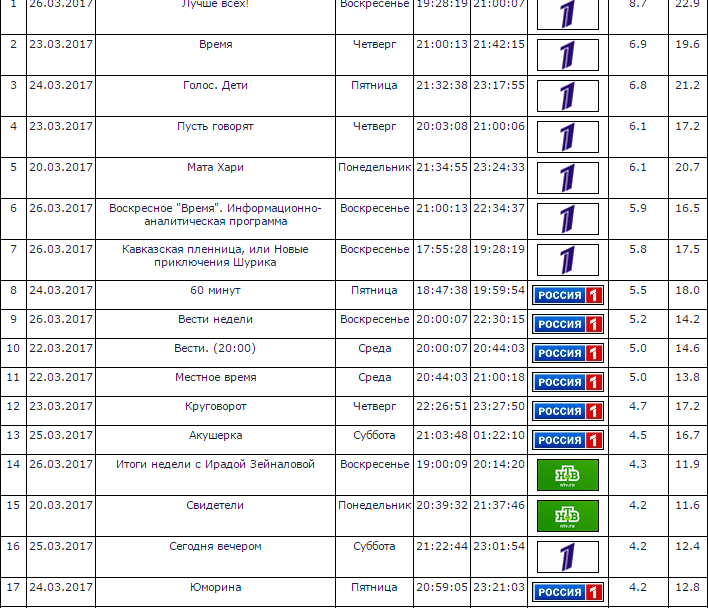 1 26.03.2017 Лучше всех! Воскресенье 19:28:19 21:00:07 1 8.7 22.9
2 23.03.2017 Время Четверг 21:00:13 21:42:15 1 6.9 19.6
3 24.03.2017 Голос. Дети Пятница 21:32:38 23:17:55 1 6.8 21.2
4 23.03.2017 Пусть говорят Четверг 20:03:08 21:00:06 1 6.1 17.2
5 20.03.2017 Мата Хари Понедельник 21:34:55 23:24:33 1 6.1 20.7
6 26.03.2017 Воскресное "Время". Информационно- Воскресенье 21:00:13 22:34:37 1 5.9 16.5
аналитическая программа
7 26.03.2017 Кавказская пленница, или Новые Воскресенье 17:55:28 19:28:19 1 5.8 17.5
приключения Шурика
8 24.03.2017 60 минут Пятница 18:47:38 19:59:54 РОССИЯ 1 5.5 18.0
9 26.03.2017 Вести недели Воскресенье 20:00:07 22:30:15 РОССИЯ 1 5.2 14.2
10 22.03.2017 Вести. (20:00) Среда 20:00:07 20:44:03 РОССИЯ 1 5.0 14.6
11 22.03.2017 Местное время Среда 20:44:03 21:00:18 РОССИЯ 1 5.0 13.8
12 23.03.2017 Круговорот Четверг 22:26:51 23:27:50 РОССИЯ 1 4.7 17.2
13 25.03.2017 Акушерка Суббота 21:03:48 01:22:10 РОССИЯ 1 4.5 16.7
14 26.03.2017 Итоги недели с Ирадой Зейналовой Воскресенье 19:00:09 20:14:20 НТВ 4.3 11.9
ntv.ru
15 20.03.2017 Свидетели Понедельник 20:39:32 21:37:46 НТВ 4.2 11.6
ntv.ru
16 25.03.2017 Сегодня вечером Суббота 21:22:44 23:01:54 1 4.2 12.4
17 24.03.2017 Юморина Пятница 20:59:05 23:21:03 РОССИЯ 1 4.2 12.8